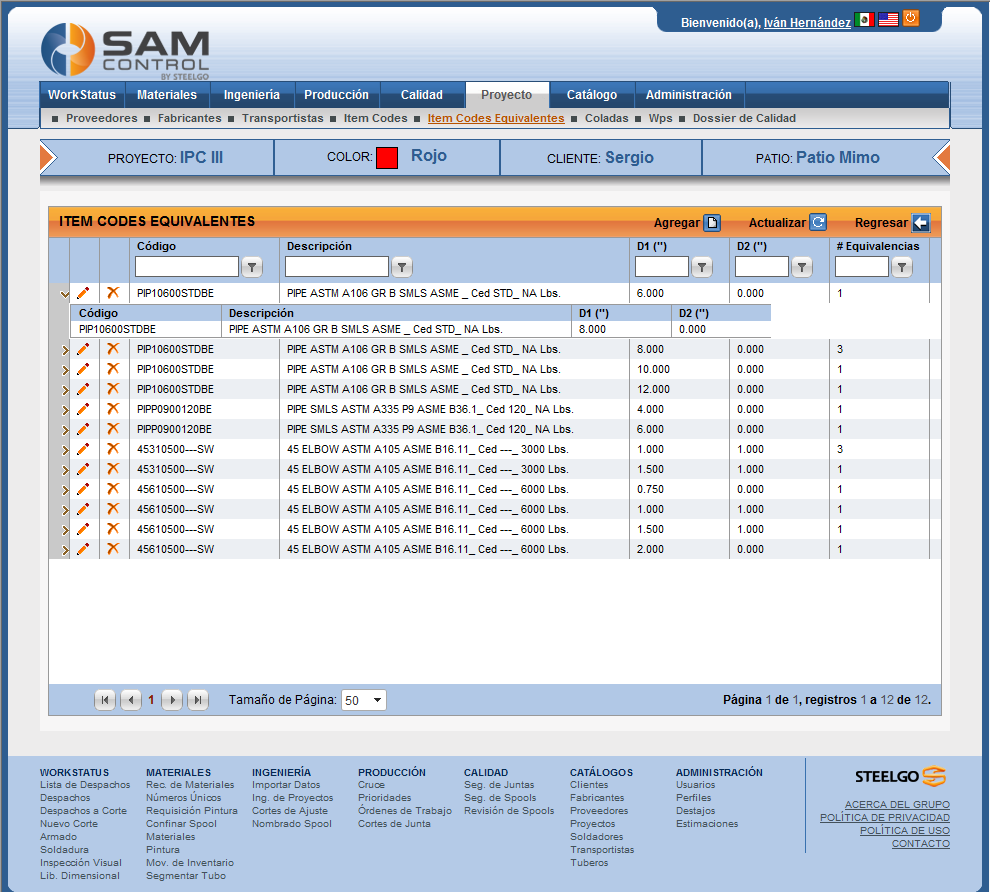 Bienvenido(a), Iván Hernández
SAM
CONTROL
BY STEELGO
WorkStatus Materiales Ingeniería Producción Calidad Proyecto Catálogo Administración
Proveedores Fabricantes Transportistas Item Codes Item Codes Equivalentes Coladas Wps Dossier de Calidad
PROYECTO: IPC III COLOR: Rojo CLIENTE: Sergio PATIO: Patio Mimo
ITEM CODES EQUIVALENTES Agregar Actualizar Regresar
Código Descripción D1 (") D2 (") # Equivalencias
PIP10600STDBE PIPE ASTM A106 GR B SMLS ASME _ Ced STD_ NA Lbs. 6.000 0.000 1
Código Descripción D1 (") D2 (")
PIP10600STDBE PIPE ASTM A106 GR B SMLS ASME _ Ced STD_ NA Lbs. 8.000 0.000
PIP10600STDBE PIPE ASTM A106 GR B SMLS ASME _ Ced STD_ NA Lbs. 8.000 0.000 3
PIP10600STDBE PIPE ASTM A106 GR B SMLS ASME _ Ced STD_ NA Lbs. 10.000 0.000 1
PIP10600STDBE PIPE ASTM A106 GR B SMLS ASME _ Ced STD_ NA Lbs. 12.000 0.000 1
PIPP0900120BE PIPE SMLS ASTM A335 P9 ASME B36.1_ Ced 120_ NA Lbs. 4.000 0.000 1
PIPP0900120BE PIPE SMLS ASTM A335 P9 ASME B36.1_ Ced 120_ NA Lbs. 6.000 0.000 1
45310500---SW 45 ELBOW ASTM A105 ASME B16.11_ Ced ---_ 3000 Lbs. 1.000 0.000 3
45310500---SW 45 ELBOW ASTM A105 ASME B16.11_ Ced ---_ 3000 Lbs. 1.500 0.000 1
45610500---SW 45 ELBOW ASTM A105 ASME B16.11_ Ced ---_ 6000 Lbs. 0.750 0.000 1
45610500---SW 45 ELBOW ASTM A105 ASME B16.11_ Ced ---_ 6000 Lbs. 1.000 0.000 1
45610500---SW 45 ELBOW ASTM A105 ASME B16.11_ Ced ---_ 6000 Lbs. 1.500 0.000 1
45610500---SW 45 ELBOW ASTM A105 ASME B16.11_ Ced ---_ 6000 Lbs. 2.000 0.000 1
1 Tamaño de Página: 50 Página 1 de 1, registros 1 a 12 de 12.
WORKSTATUS
Lista de Despachos
Despachos
Despachos a Corte
Nuevo Corte
Armado
Soldadura
Inspección Visual
Lib. Dimensional
MATERIALES
Rec. de Materiales
Números Únicos
Requisición Pintura
Confinar Spool
Materiales
Pintura
Mov. de Inventario
Segmentar Tubo
INGENIERÍA
Importar Datos
Ing. de Proyectos
Cortes de Ajuste
Nombrado Spool
PRODUCCIÓN
Cruce
Prioridades
Órdenes de Trabajo
Cortes de Junta
CALIDAD
Seg. de Juntas
Seg. de Spools
Revisión de Spools
CATÁLOGOS
Clientes
Fabricantes
Proveedores
Proyectos
Soldadores
Transportistas
Tuberos
ADMINISTRACIÓN
Usuarios
Perfiles
Destajos
Estimaciones
STEELGO
ACERCA DEL GRUPO
POLÍTICA DE PRIVACIDAD
POLÍTICA DE USO
CONTACTO